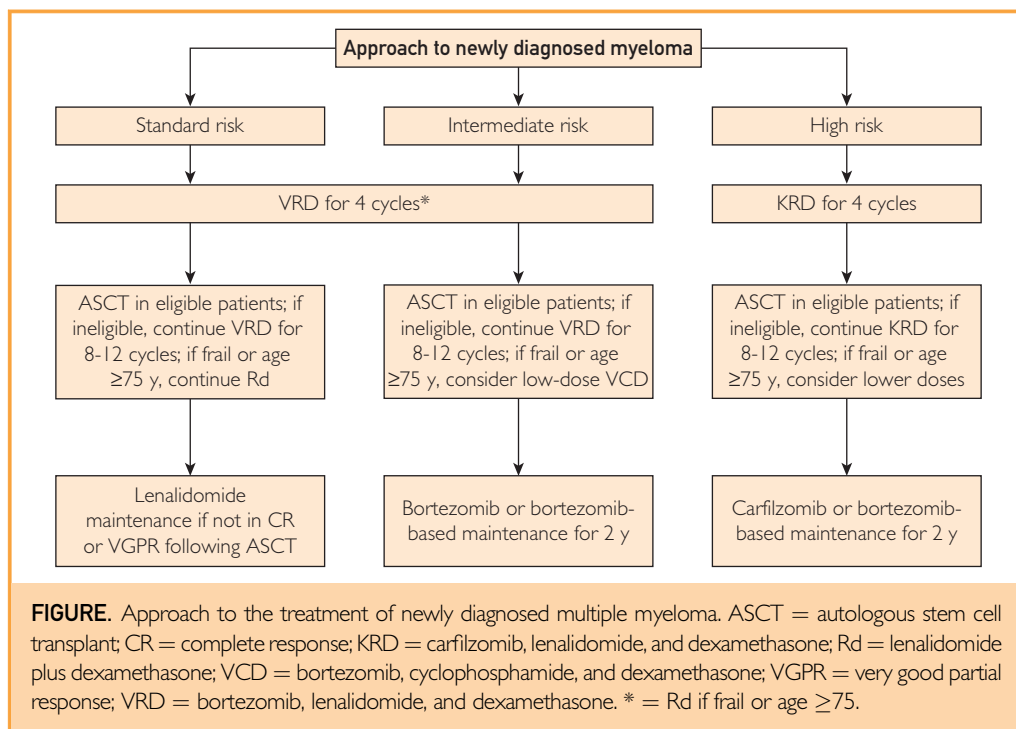 Approach to newly diagnosed myeloma
Standard risk
Intermediate risk
High risk
VRD for 4 cycles*
KRD for 4 cycles
ASCT in eligible patients; if
ineligible, continue VRD for
8-12 cycles; if frail or age
≥75 y, continue Rd
ASCT in eligible patients; if
ineligible, continue VRD for
8-12 cycles; if frail or age
≥75 y, consider low-dose VCD
ASCT in eligible patients; if
ineligible, continue KRD for
8-12 cycles; if frail or age
≥75 y, consider lower doses
Lenalidomide
maintenance if not in CR
or VGPR following ASCT
Bortezomib or bortezomib-
based maintenance for 2 y
Carfilzomib or bortezomib-
based maintenance for 2 y
FIGURE. Approach to the treatment of newly diagnosed multiple myeloma. ASCT = autologous stem cell
transplant; CR = complete response; KRD = carfilzomib, lenalidomide, and dexamethasone; Rd = lenalidomide
plus dexamethasone; VCD = bortezomib, cyclophosphamide, and dexamethasone; VGPR = very good partial
response; VRD = bortezomib, lenalidomide, and dexamethasone. * = Rd if frail or age ≥75.